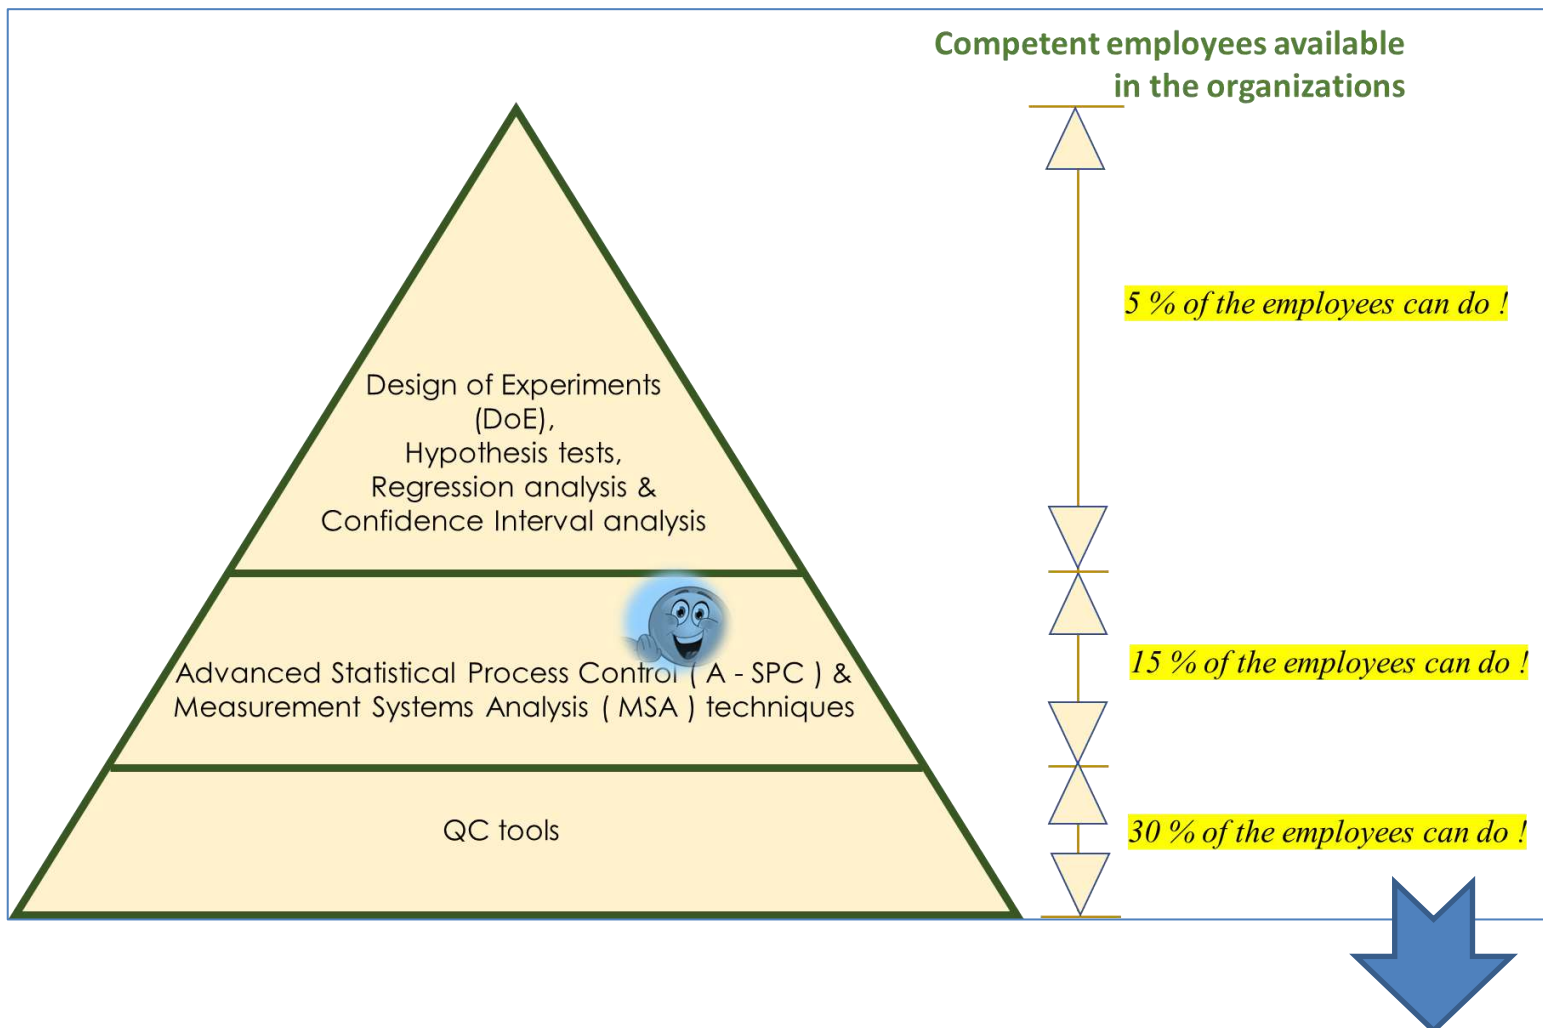 Competent employees available
in the organizations
5 % of the employees can do !
Design of Experiments
(DoE),
Hypothesis tests,
Regression analysis &
Confidence Interval analysis
15 % of the employees can do !
Advanced Statistical Process Control ( A - SPC ) &
Measurement Systems Analysis ( MSA ) techniques
QC tools
30 % of the employees can do !